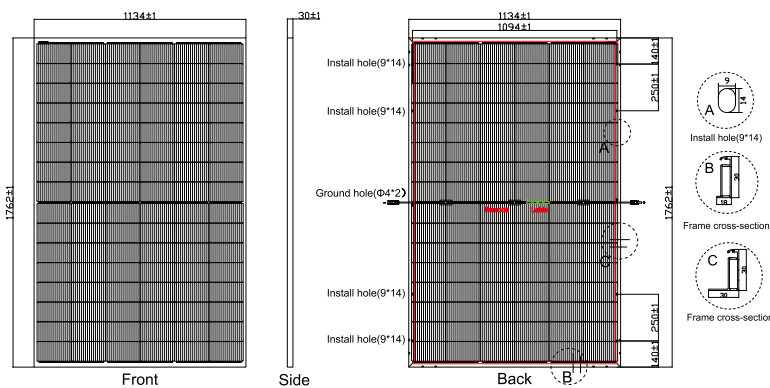 1134±1
30±1
1134±1
1094±1
140±1
250±1
Install hole(9*14)
Install hole(9*14)
9
14
A
Install hole(9*14)
A
B
30
18
Frame cross-section
Ground hole(Φ4*2)
1762±1
1762±1
C
C
30
30
Frame cross-section
Install hole(9*14)
250±1
Install hole(9*14)
140±1
Front
Side
Back
B